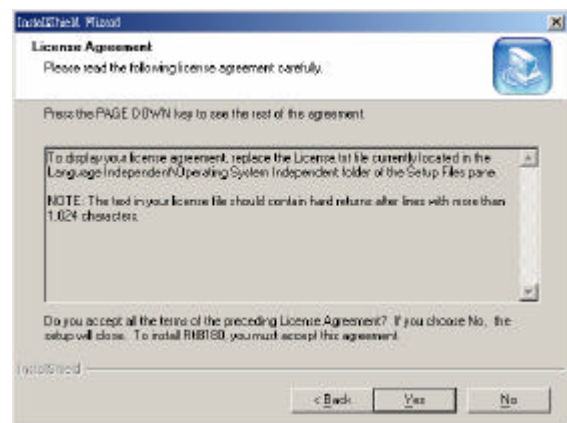 InstallShield Wizard
License Agreement
Please read the following license agreement carefully.
Press the PAGE DOWN key to see the rest of the agreement.
To display your license agreement, replace the License.txt file currently located in the
Language Independent\Operating System Independent folder of the Setup Files pane.
NOTE: The text in your license file should contain hard returns after lines with more than
1,024 characters.
Do you accept all the terms of the preceding License Agreement? If you choose No, the
setup will close. To install you must accept this agreement.
InstallShield
< Back
Yes
No